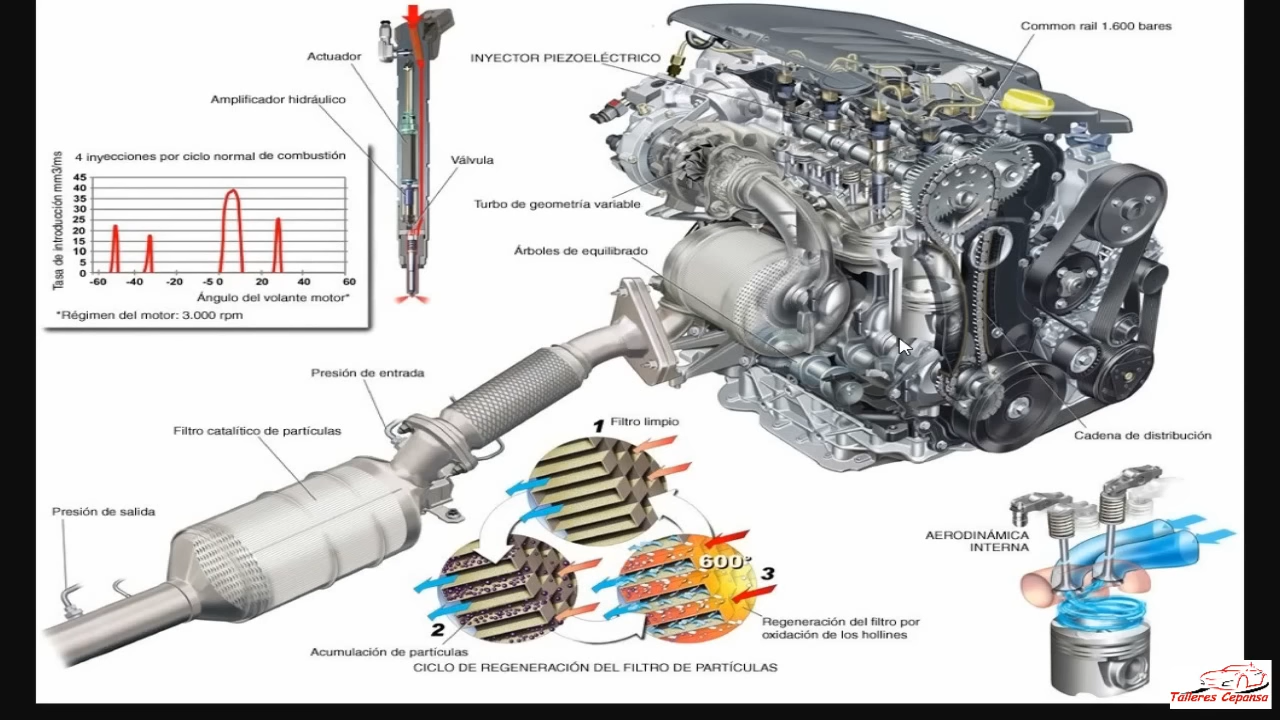 Common rail 1.600 bares
Actuador
INYECTOR PIEZOELÉCTRICO
Amplificador hidráulico
4 inyecciones por ciclo normal de combustión
Válvula
Tasa de introducción mm3/ms
45
40
35
30
25
20
15
10
5
0
-60 -40 -20 -5 0 20 40 60
Ángulo del volante motor*
*Régimen del motor: 3.000 rpm
Turbo de geometría variable
Árboles de equilibrado
Presión de entrada
Filtro catalítico de partículas
Presión de salida
1 Filtro limpio
Cadena de distribución
AERODINÁMICA
INTERNA
600°
3
2
Regeneración del filtro por
oxidación de los hollines
Acumulación de partículas
CICLO DE REGENERACIÓN DEL FILTRO DE PARTÍCULAS
Talleres Cepansa